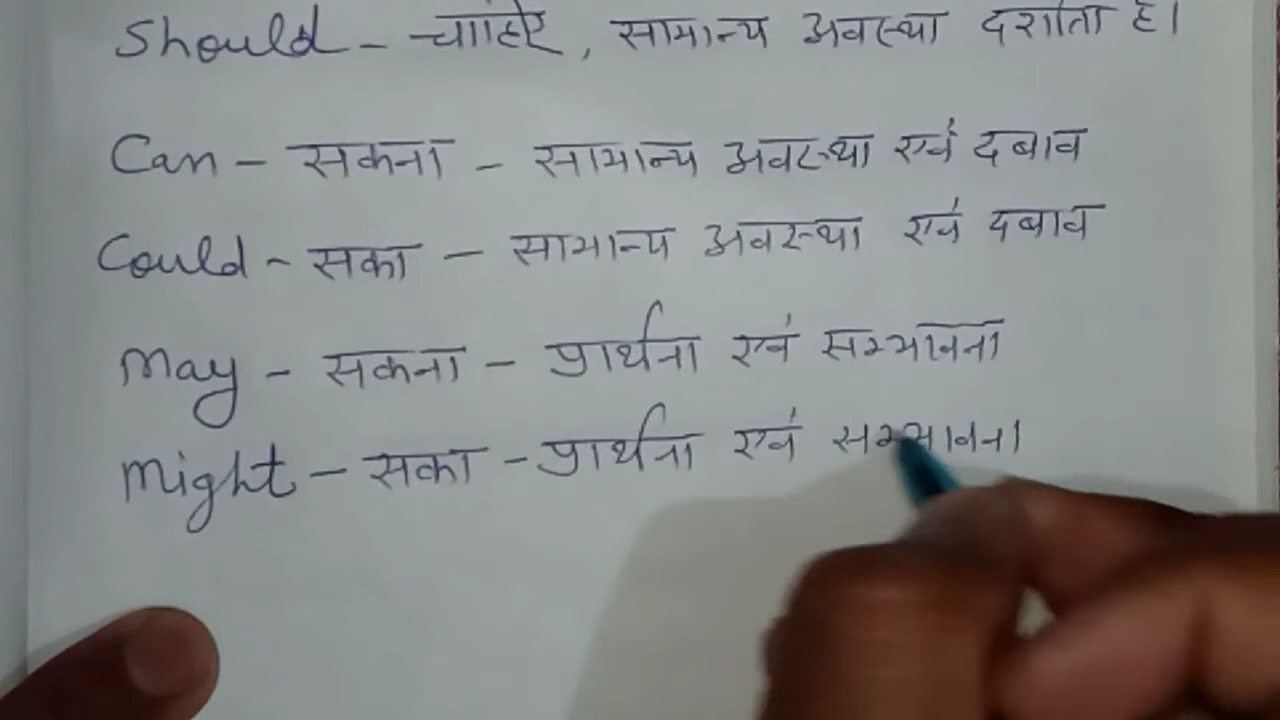 Should - चाहिए, सामान्य अवस्था दर्शाता है।
Can - सकना - सामान्य अवस्था एवं दबाव
Could - सका - सामान्य अवस्था एवं दबाव
May - सकना - प्रार्थना एवं सम्भावना
Might - सका - प्रार्थना एवं सम्भावना